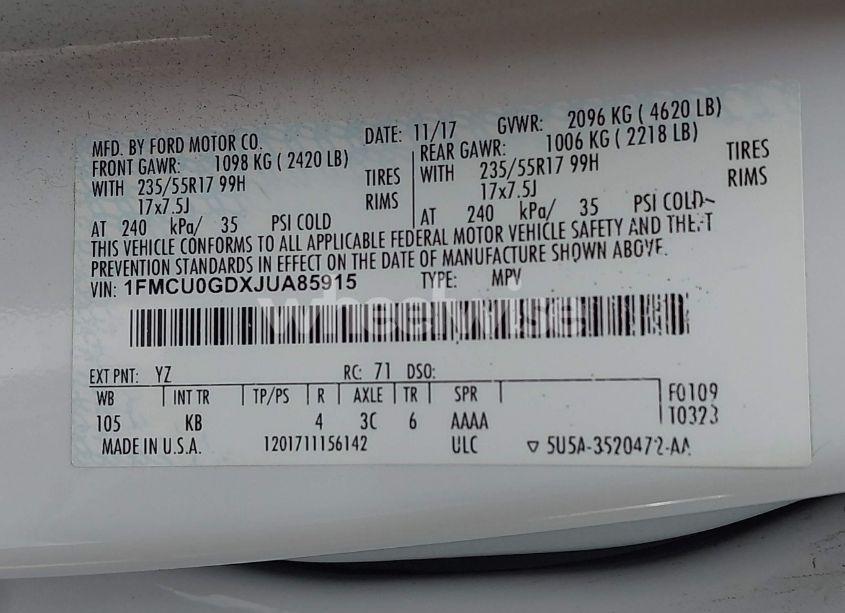 MFD. BY FORD MOTOR CO. DATE: 11/17 GVWR: 2096 KG ( 4620 LB)
FRONT GAWR: 1098 KG ( 2420 LB) REAR GAWR: 1006 KG ( 2218 LB)
WITH 235/55R17 99H TIRES WITH 235/55R17 99H TIRES
17x7.5J RIMS 17x7.5J RIMS
AT 240 kPa/ 35 PSI COLD AT 240 kPa/ 35 PSI COLD
THIS VEHICLE CONFORMS TO ALL APPLICABLE FEDERAL MOTOR VEHICLE SAFETY AND THEFT
PREVENTION STANDARDS IN EFFECT ON THE DATE OF MANUFACTURE SHOWN ABOVE.
VIN: 1FMCU0GDXJUA85915 TYPE: MPV
wheelwise
EXT PNT: YZ RC: 71 DSO:
WB INT TR TP/PS R AXLE TR SPR F0109
105 KB 4 3C 6 AAAA T0323
MADE IN U.S.A. 1201711156142 ULC ▽ 5U5A-3520472-AA